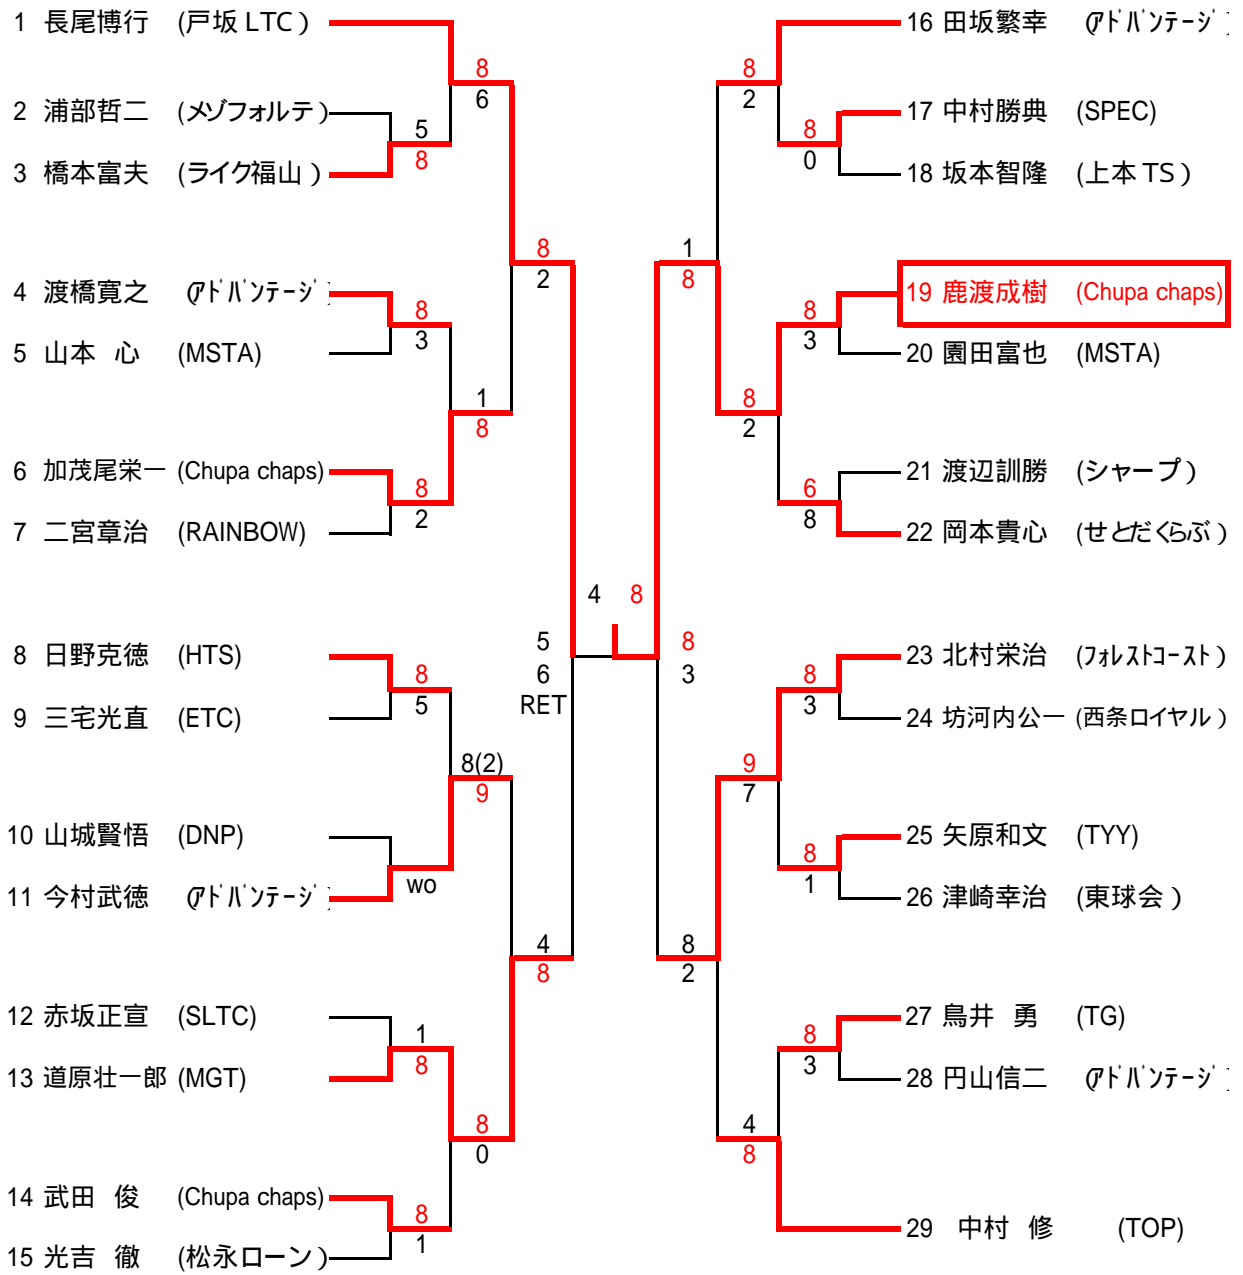 1 長尾博行 (戸坂LTC)
8
6
2 浦部哲二 (メゾフォルテ)
5
8
3 橋本富夫 (ライク福山)
8
2
4 渡橋寛之 (アドバンテージ)
8
3
5 山本 心 (MSTA)
1
8
6 加茂尾栄一 (Chupa chaps)
8
2
7 二宮章治 (RAINBOW)
4 8
5
6
RET
8 日野克徳 (HTS)
8
5
9 三宅光直 (ETC)
8(2)
9
10 山城賢悟 (DNP)
wo
11 今村武徳 (アドバンテージ)
4
8
12 赤坂正宣 (SLTC)
1
8
13 道原壮一郎 (MGT)
8
0
14 武田 俊 (Chupa chaps)
8
1
15 光吉 徹 (松永ローン)
16 田坂繁幸 (アドバンテージ)
8
2
17 中村勝典 (SPEC)
8
0
18 坂本智隆 (上本TS)
1
8
19 鹿渡成樹 (Chupa chaps)
8
3
20 園田富也 (MSTA)
8
2
21 渡辺訓勝 (シャープ)
6
8
22 岡本貴心 (せとだくらぶ)
8
3
23 北村栄治 (フォレストコースト)
8
3
24 坊河内公一 (西条ロイヤル)
9
7
25 矢原和文 (TYY)
8
1
26 津崎幸治 (東球会)
8
2
27 鳥井 勇 (TG)
8
3
28 円山信二 (アドバンテージ)
4
8
29 中村 修 (TOP)